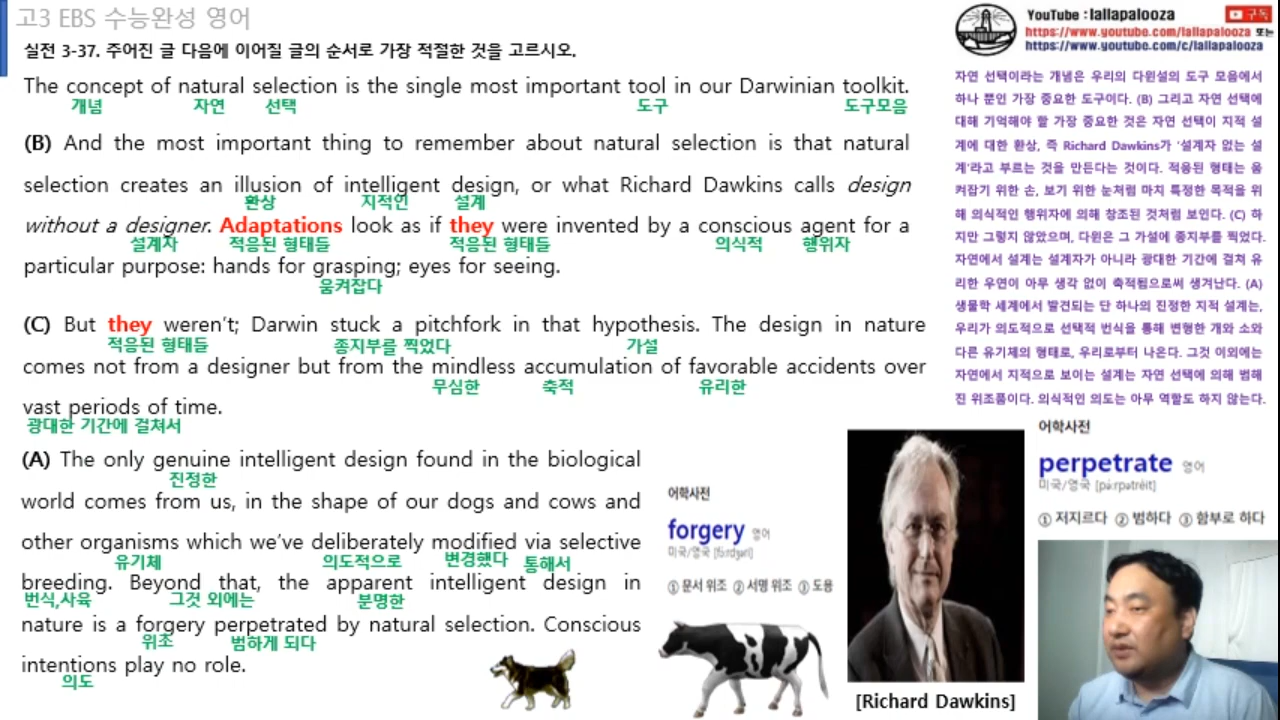 고3 EBS 수능완성 영어
실전 3-37. 주어진 글 다음에 이어질 글의 순서로 가장 적절한 것을 고르시오.
The concept of natural selection is the single most important tool in our Darwinian toolkit.
개념 자연 선택 도구 도구모음
(B) And the most important thing to remember about natural selection is that natural
selection creates an illusion of intelligent design, or what Richard Dawkins calls design
환상 지적인 설계
without a designer. Adaptations look as if they were invented by a conscious agent for a
설계자 적응된 형태들 적응된 형태들 의식적 행위자
particular purpose: hands for grasping; eyes for seeing.
움켜잡다
(C) But they weren't; Darwin stuck a pitchfork in that hypothesis. The design in nature
적응된 형태들 종지부를 찍었다 가설
comes not from a designer but from the mindless accumulation of favorable accidents over
무심한 축적 유리한
vast periods of time.
광대한 기간에 걸쳐서
(A) The only genuine intelligent design found in the biological
진정한
world comes from us, in the shape of our dogs and cows and
other organisms which we've deliberately modified via selective
유기체 의도적으로 변경했다 통해서
breeding. Beyond that, the apparent intelligent design in
번식,사육 그것 외에는 분명한
nature is a forgery perpetrated by natural selection. Conscious
위조 범하게 되다
intentions play no role.
의도
YouTube : lallapalooza 구독
https://www.youtube.com/lallapalooza 또는
https://www.youtube.com/c/lallapalooza
자연 선택이라는 개념은 우리의 다윈설의 도구 모음에서
하나 뿐인 가장 중요한 도구이다. (B) 그리고 자연 선택에
대해 기억해야 할 가장 중요한 것은 자연 선택이 지적 설
계에 대한 환상, 즉 Richard Dawkins가 '설계자 없는 설
계'라고 부르는 것을 만든다는 것이다. 적응된 형태는 움
켜잡기 위한 손, 보기 위한 눈처럼 마치 특정한 목적을 위
해 의식적인 행위자에 의해 창조된 것처럼 보인다. (C) 하
지만 그렇지 않았으며, 다윈은 그 가설에 종지부를 찍었다.
자연에서 설계는 설계자가 아니라 광대한 기간에 걸쳐 유
리한 우연이 아무 생각 없이 축적됨으로써 생겨난다. (A)
생물학 세계에서 발견되는 단 하나의 진정한 지적 설계는,
우리가 의도적으로 선택적 번식을 통해 변형한 개와 소와
다른 유기체의 형태로, 우리로부터 나온다. 그것 이외에는
자연에서 지적으로 보이는 설계는 자연 선택에 의해 범해
진 위조품이다. 의식적인 의도는 아무 역할도 하지 않는다.
어학사전
perpetrate 영어
미국/영국 [pə́ːrpətrèit]
① 저지르다 ② 범하다 ③ 함부로 하다
어학사전
forgery 영어
미국/영국 [fɔ́ːrdʒəri]
① 문서 위조 ② 서명 위조 ③ 도용
[Richard Dawkins]